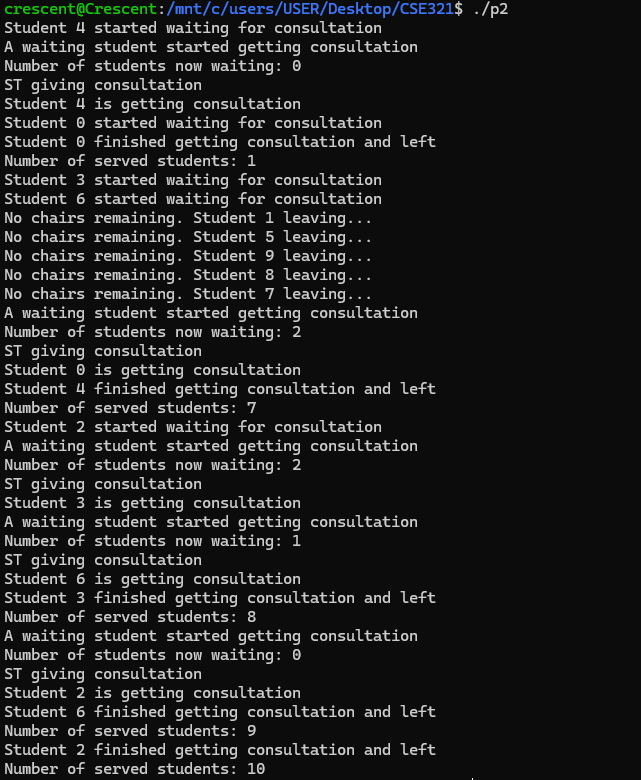 crescent@Crescent:/mnt/c/users/USER/Desktop/CSE321$ ./p2
Student 4 started waiting for consultation
A waiting student started getting consultation
Number of students now waiting: 0
ST giving consultation
Student 4 is getting consultation
Student 0 started waiting for consultation
Student 0 finished getting consultation and left
Number of served students: 1
Student 3 started waiting for consultation
Student 6 started waiting for consultation
No chairs remaining. Student 1 leaving...
No chairs remaining. Student 5 leaving...
No chairs remaining. Student 9 leaving...
No chairs remaining. Student 8 leaving...
No chairs remaining. Student 7 leaving...
A waiting student started getting consultation
Number of students now waiting: 2
ST giving consultation
Student 0 is getting consultation
Student 4 finished getting consultation and left
Number of served students: 7
Student 2 started waiting for consultation
A waiting student started getting consultation
Number of students now waiting: 2
ST giving consultation
Student 3 is getting consultation
A waiting student started getting consultation
Number of students now waiting: 1
ST giving consultation
Student 6 is getting consultation
Student 3 finished getting consultation and left
Number of served students: 8
A waiting student started getting consultation
Number of students now waiting: 0
ST giving consultation
Student 2 is getting consultation
Student 6 finished getting consultation and left
Number of served students: 9
Student 2 finished getting consultation and left
Number of served students: 10